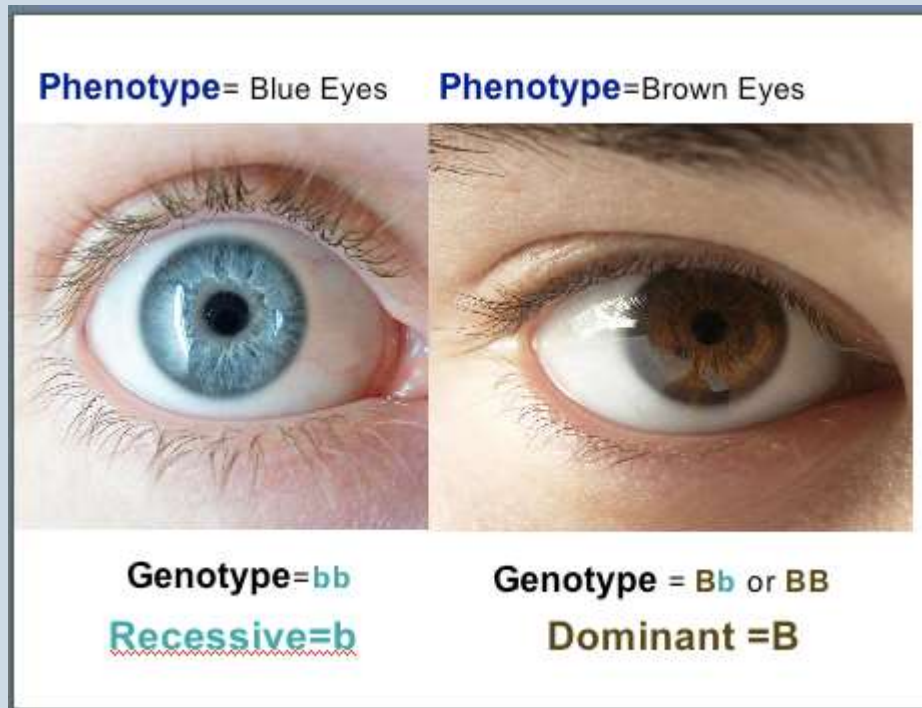 Phenotype= Blue Eyes
Phenotype=Brown Eyes
Genotype=bb
Recessive=b
Genotype = Bb or BB
Dominant =B